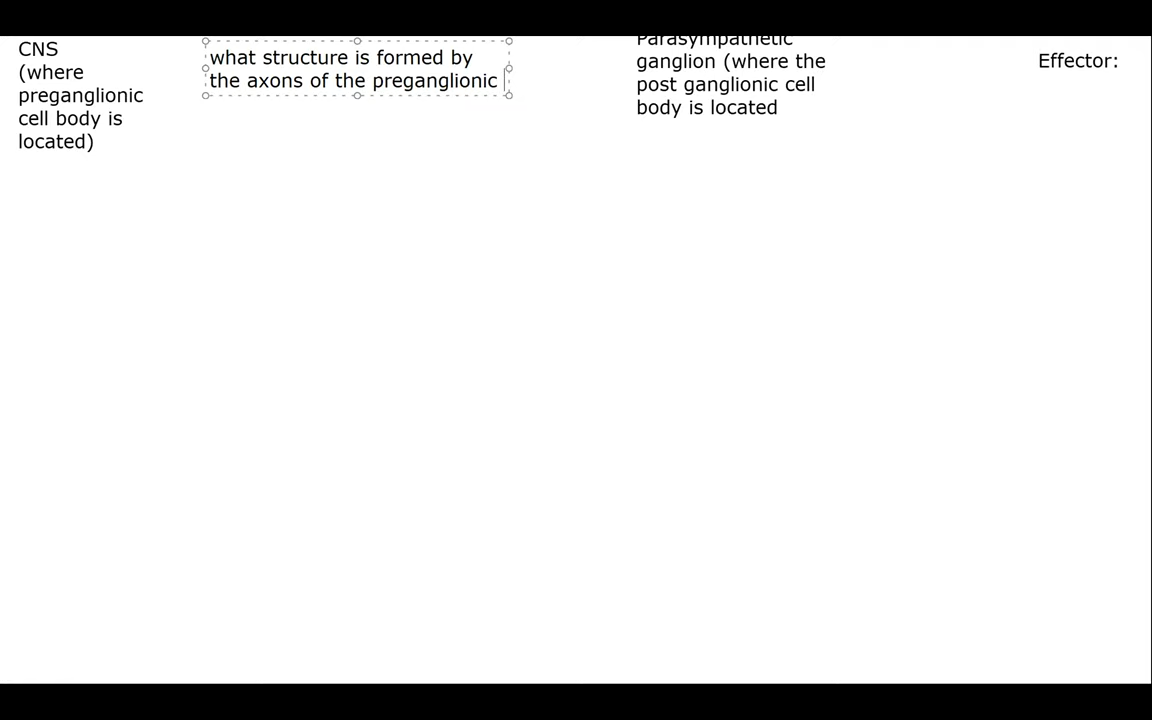 CNS
(where
preganglionic
cell body is
located)
what structure is formed by
the axons of the preganglionic
Parasympathetic
ganglion (where the
post ganglionic cell
body is located
Effector: